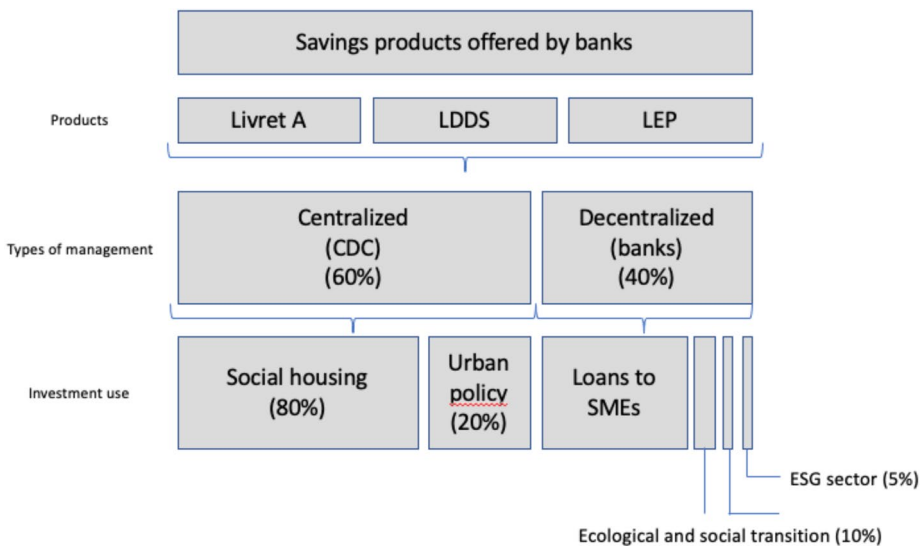 Savings products offered by banks
Products
Livret A
LDDS
LEP
Types of management
Centralized
(CDC)
(60%)
Decentralized
(banks)
(40%)
Investment use
Social housing
(80%)
Urban
policy
(20%)
Loans to
SMEs
ESG sector (5%)
Ecological and social transition (10%)